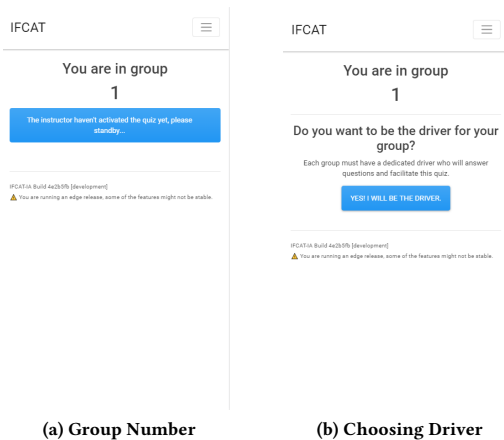 IFCAT
You are in group
1
The instructor haven't activated the quiz yet, please
standby...
IFCAT-IA Build 4e2b5fb [development]
⚠ You are running an edge release, some of the features might not be stable.
(a) Group Number
IFCAT
You are in group
1
Do you want to be the driver for your
group?
Each group must have a dedicated driver who will answer
questions and facilitate this quiz.
YES! I WILL BE THE DRIVER.
IFCAT-IA Build 4e2b5fb [development]
⚠ You are running an edge release, some of the features might not be stable.
(b) Choosing Driver